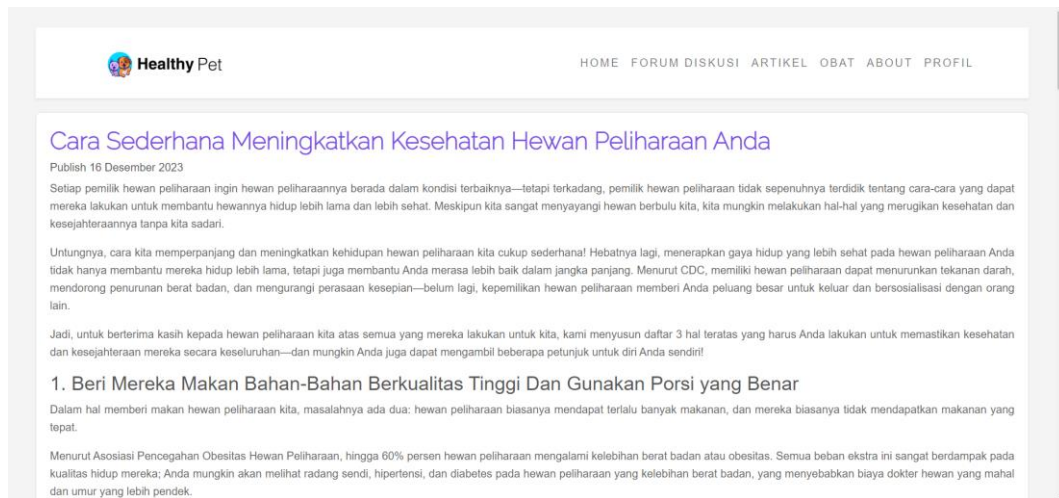 Healthy Pet
HOME FORUM DISKUSI ARTIKEL OBAT ABOUT PROFIL
Cara Sederhana Meningkatkan Kesehatan Hewan Peliharaan Anda
Publish 16 Desember 2023
Setiap pemilik hewan peliharaan ingin hewan peliharaannya berada dalam kondisi terbaiknya—tetapi terkadang, pemilik hewan peliharaan tidak sepenuhnya terdidik tentang cara-cara yang dapat
mereka lakukan untuk membantu hewannya hidup lebih lama dan lebih sehat. Meskipun kita sangat menyayangi hewan berbulu kita, kita mungkin melakukan hal-hal yang merugikan kesehatan dan
kesejahteraannya tanpa kita sadari.
Untungnya, cara kita memperpanjang dan meningkatkan kehidupan hewan peliharaan kita cukup sederhana! Hebatnya lagi, menerapkan gaya hidup yang lebih sehat pada hewan peliharaan Anda
tidak hanya membantu mereka hidup lebih lama, tetapi juga membantu Anda merasa lebih baik dalam jangka panjang. Menurut CDC, memiliki hewan peliharaan dapat menurunkan tekanan darah,
mendorong penurunan berat badan, dan mengurangi perasaan kesepian—belum lagi, kepemilikan hewan peliharaan memberi Anda peluang besar untuk keluar dan bersosialisasi dengan orang
lain.
Jadi, untuk berterima kasih kepada hewan peliharaan kita atas semua yang mereka lakukan untuk kita, kami menyusun daftar 3 hal teratas yang harus Anda lakukan untuk memastikan kesehatan
dan kesejahteraan mereka secara keseluruhan—dan mungkin Anda juga dapat mengambil beberapa petunjuk untuk diri Anda sendiri!
1. Beri Mereka Makan Bahan-Bahan Berkualitas Tinggi Dan Gunakan Porsi yang Benar
Dalam hal memberi makan hewan peliharaan kita, masalahnya ada dua: hewan peliharaan biasanya mendapat terlalu banyak makanan, dan mereka biasanya tidak mendapatkan makanan yang
tepat.
Menurut Asosiasi Pencegahan Obesitas Hewan Peliharaan, hingga 60% persen hewan peliharaan mengalami kelebihan berat badan atau obesitas. Semua beban ekstra ini sangat berdampak pada
kualitas hidup mereka; Anda mungkin akan melihat radang sendi, hipertensi, dan diabetes pada hewan peliharaan yang kelebihan berat badan, yang menyebabkan biaya dokter hewan yang mahal
dan umur yang lebih pendek.